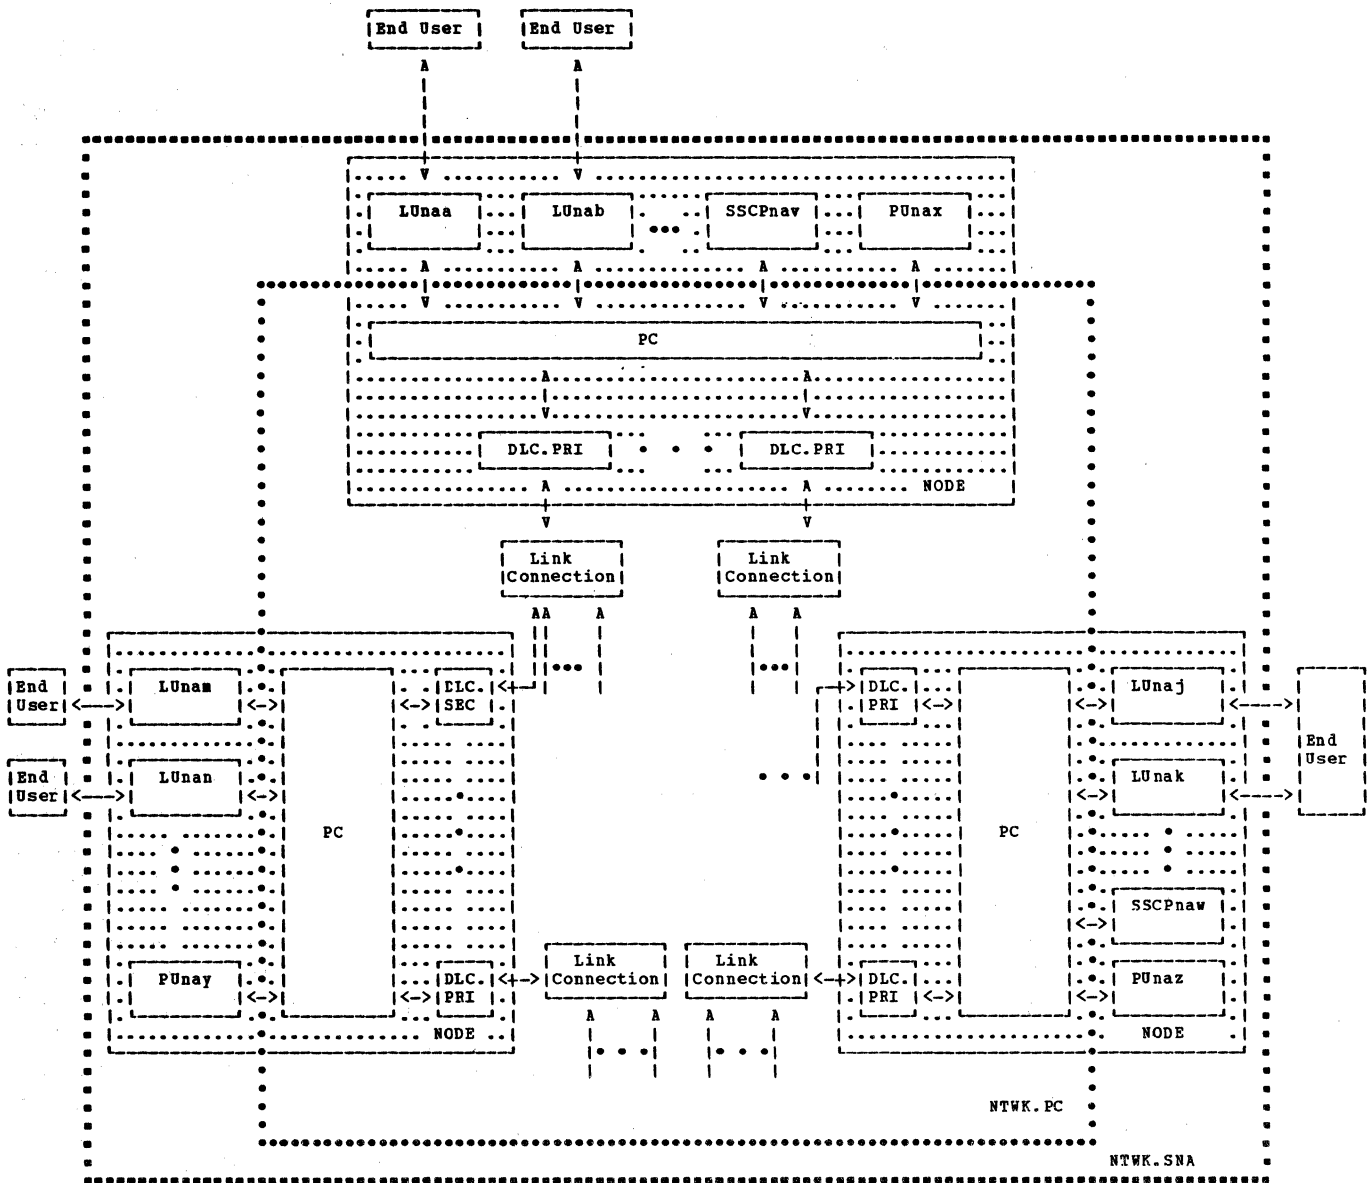 End User End User
LUnaa LUnab SSCPnav PUnax
PC
DLC.PRI DLC.PRI
NODE
Link
Connection
Link
Connection
End
User
LUnam
DLC.
SEC
End
User
LUnan
PC
PUnay
DLC.
PRI
NODE
Link
Connection
Link
Connection
DLC.
PRI
PC
LUnaj
LUnak
End
User
SSCPnaw
DLC.
PRI
PUnaz
NODE
NTWK.PC
NTWK.SNA